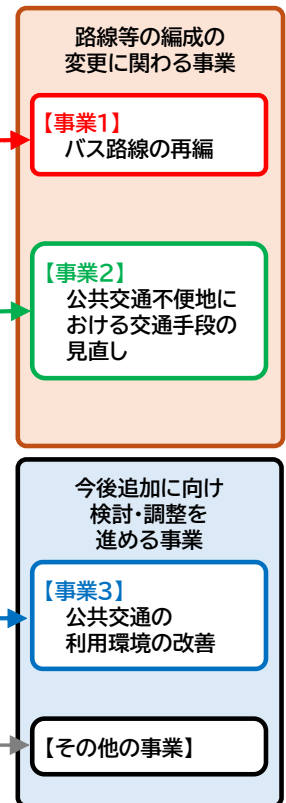 路線等の編成の
変更に関わる事業
【事業1】
バス路線の再編
【事業2】
公共交通不便地に
おける交通手段の
見直し
今後追加に向け
検討・調整を
進める事業
【事業3】
公共交通の
利用環境の改善
【その他の事業】